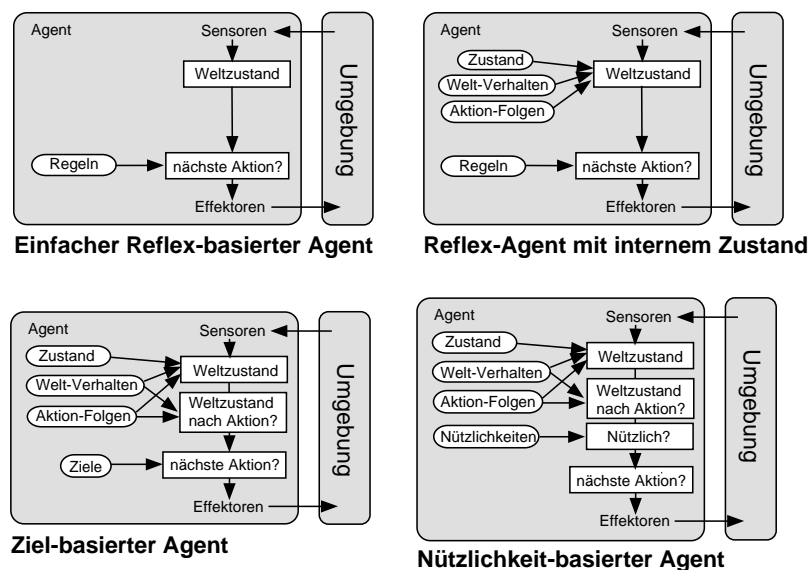 Agent
Sensoren
Weltzustand
Regeln
nächste Aktion?
Effektoren
Umgebung
Einfacher Reflex-basierter Agent
Agent
Sensoren
Zustand
Welt-Verhalten
Aktion-Folgen
Weltzustand
Regeln
nächste Aktion?
Effektoren
Umgebung
Reflex-Agent mit internem Zustand
Agent
Sensoren
Zustand
Welt-Verhalten
Aktion-Folgen
Weltzustand
Weltzustand
nach Aktion?
Ziele
nächste Aktion?
Effektoren
Umgebung
Ziel-basierter Agent
Agent
Sensoren
Zustand
Welt-Verhalten
Aktion-Folgen
Weltzustand
Weltzustand
nach Aktion?
Nützlichkeiten
Nützlich?
nächste Aktion?
Effektoren
Umgebung
Nützlichkeit-basierter Agent